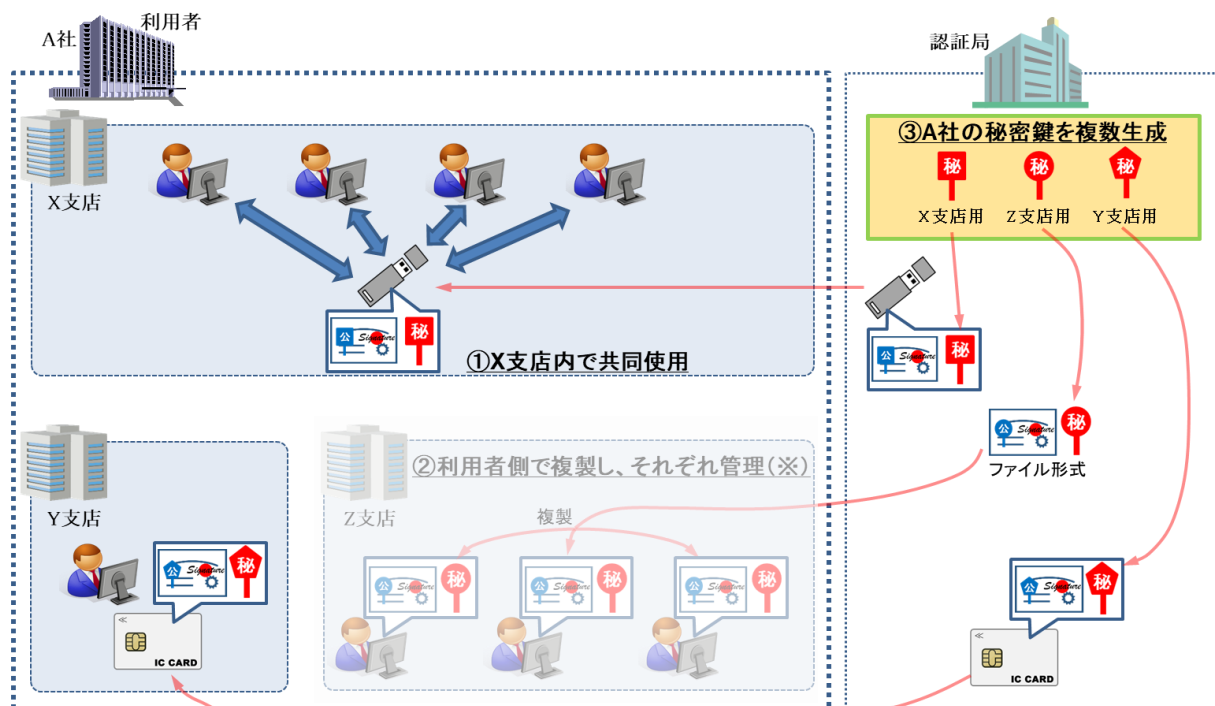 A社
利用者
認証局
③A社の秘密鍵を複数生成
秘
秘
秘
X支店用
Z支店用
Y支店用
X支店
公
Signature
秘
①X支店内で共同使用
公
Signature
秘
公
Signature
秘
ファイル形式
Y支店
公
Signature
秘
≪
IC CARD
Z支店
②利用者側で複製し、それぞれ管理(※)
複製
公
Signature
秘
公
Signature
秘
公
Signature
秘
公
Signature
秘
≪
IC CARD